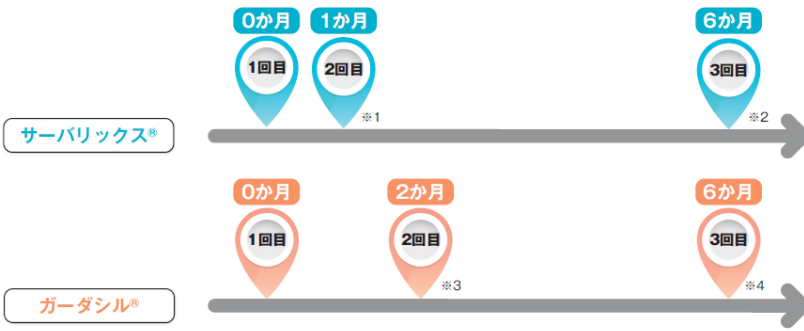 0か月 1か月 6か月
1回目 2回目 3回目
※1 ※2
サーバリックス®
0か月 2か月 6か月
1回目 2回目 3回目
※3 ※4
ガーダシル®